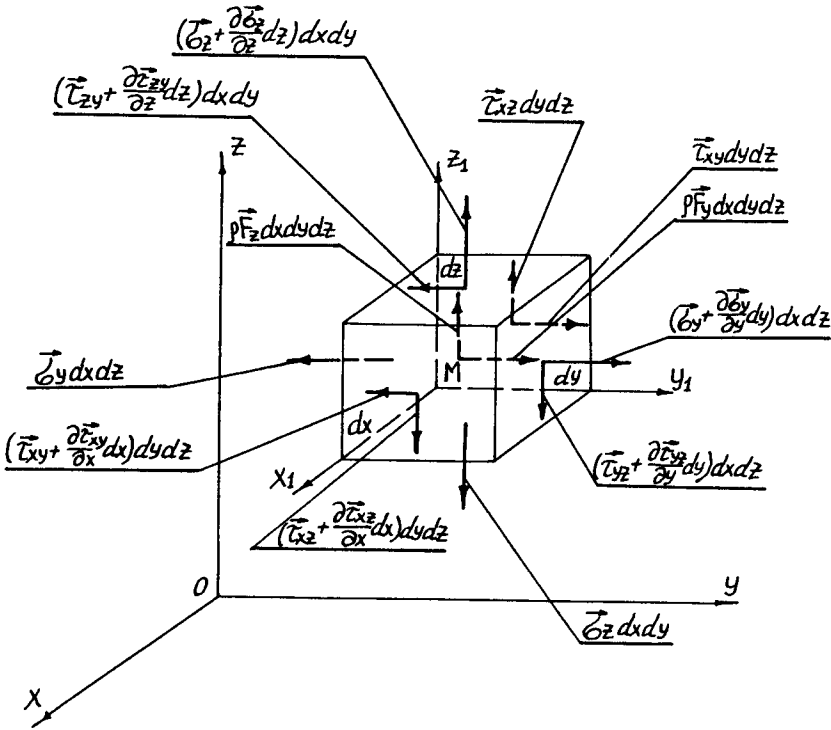 (σ⃗z + ∂σ⃗z/∂z dz)dxdy
(τ⃗zy + ∂τ⃗zy/∂z dz)dxdy
τ⃗xz dydz
z
z₁
τ⃗xy dydz
ρF⃗z dxdydz
ρF⃗y dxdydz
dz
(σ⃗y + ∂σ⃗y/∂y dy)dxdz
σ⃗y dxdz
M
dy
y₁
dx
(τ⃗xy + ∂τ⃗xy/∂x dx)dydz
x₁
(τ⃗yz + ∂τ⃗yz/∂y dy)dxdz
(τ⃗xz + ∂τ⃗xz/∂x dx)dydz
O
y
σ⃗z dxdy
x